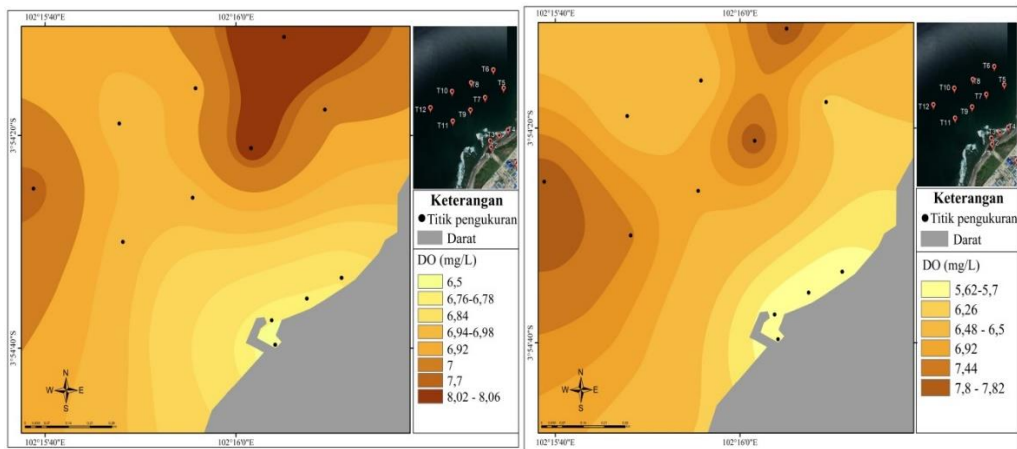 102°15'40"E
102°16'0"E
3°54'20"S
3°54'40"S
N
W
E
S
102°15'40"E
102°16'0"E
T6
T8
T5
T10
T7
T12
T9
T11
Keterangan
Titik pengukuran
Darat
DO (mg/L)
6,5
6,76-6,78
6,84
6,94-6,98
6,92
7
7,7
8,02 - 8,06
102°15'40"E
102°16'0"E
3°54'20"S
3°54'40"S
N
W
E
S
102°15'40"E
102°16'0"E
T6
T8
T5
T10
T7
T12
T9
T11
Keterangan
Titik pengukuran
Darat
DO (mg/L)
5,62-5,7
6,26
6,48 - 6,5
6,92
7,44
7,8 - 7,82